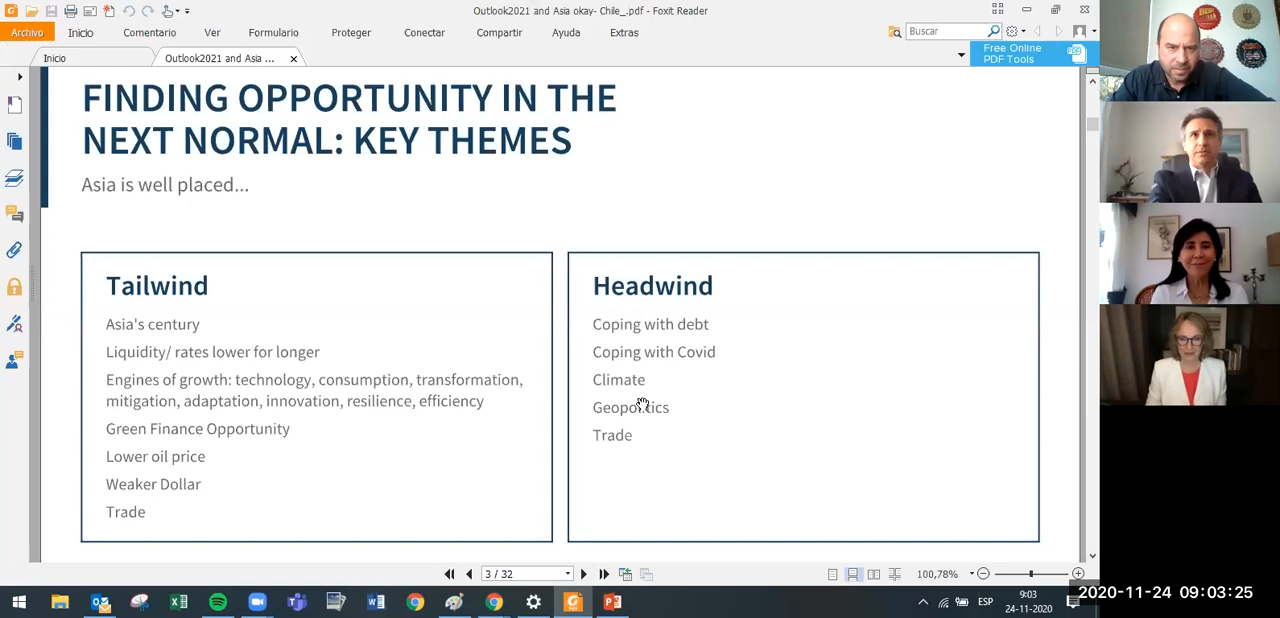 Outlook2021 and Asia okay- Chile_.pdf - Foxit Reader
Archivo Inicio Comentario Ver Formulario Proteger Conectar Compartir Ayuda Extras Buscar
Inicio Outlook2021 and Asia ... Free Online
PDF Tools
FINDING OPPORTUNITY IN THE
NEXT NORMAL: KEY THEMES
Asia is well placed...
Tailwind
Asia's century
Liquidity/ rates lower for longer
Engines of growth: technology, consumption, transformation,
mitigation, adaptation, innovation, resilience, efficiency
Green Finance Opportunity
Lower oil price
Weaker Dollar
Trade
Headwind
Coping with debt
Coping with Covid
Climate
Geopolitics
Trade
3 / 32 100,78%
ESP 9:03
24-11-2020
2020-11-24 09:03:25